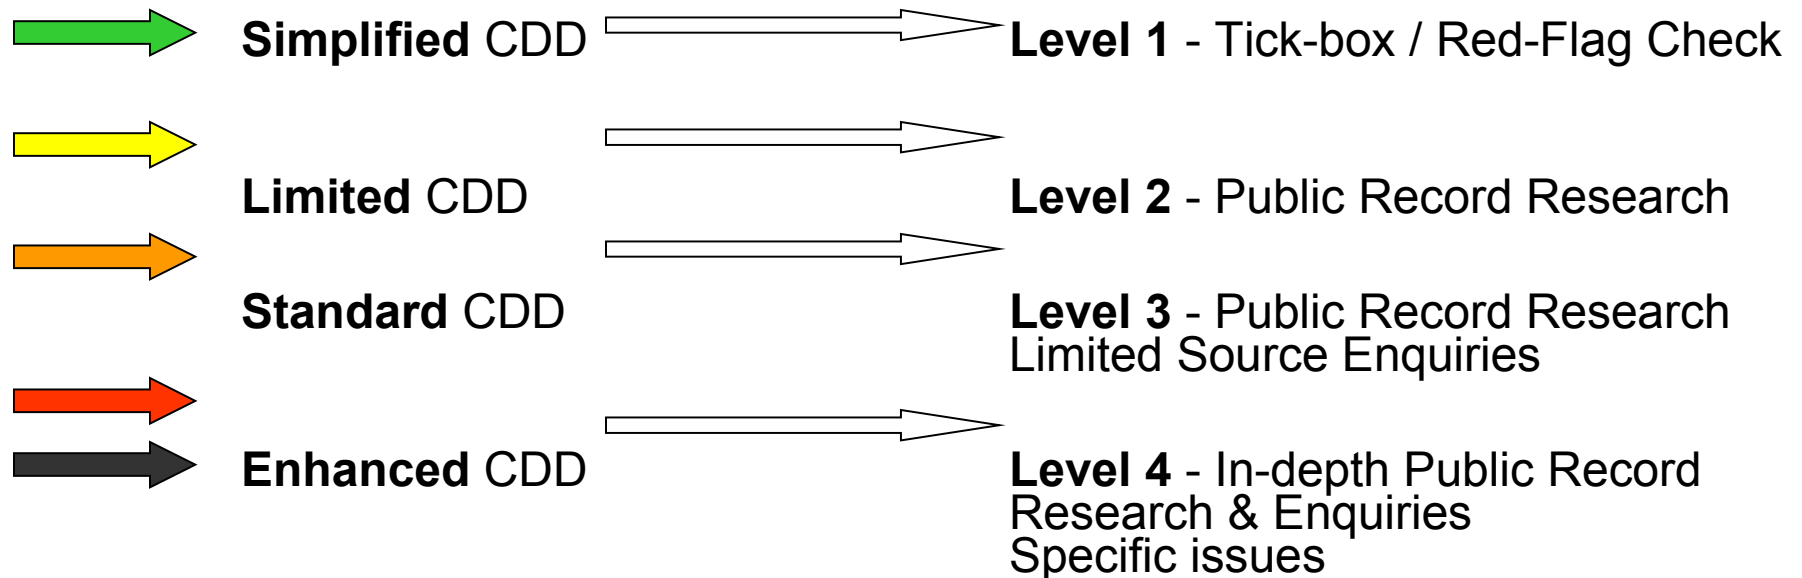 Simplified CDD Level 1 - Tick-box / Red-Flag Check
Limited CDD Level 2 - Public Record Research
Standard CDD Level 3 - Public Record Research
Limited Source Enquiries
Enhanced CDD Level 4 - In-depth Public Record
Research & Enquiries
Specific issues